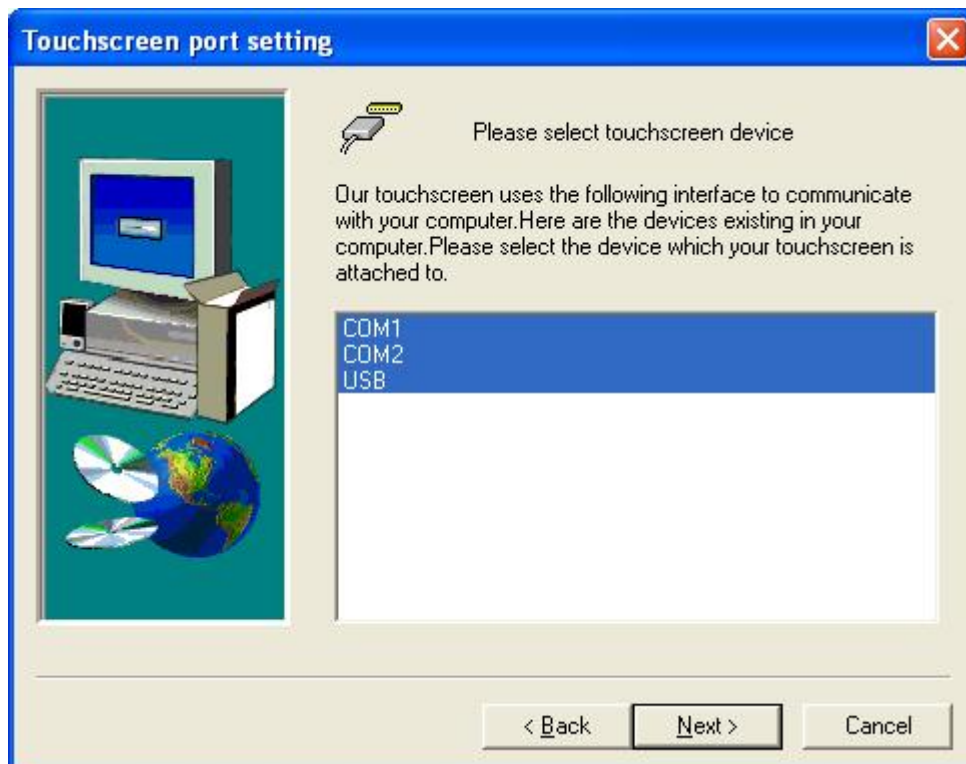 Touchscreen port setting
Please select touchscreen device
Our touchscreen uses the following interface to communicate
with your computer.Here are the devices existing in your
computer.Please select the device which your touchscreen is
attached to.
COM1
COM2
USB
< Back
Next >
Cancel